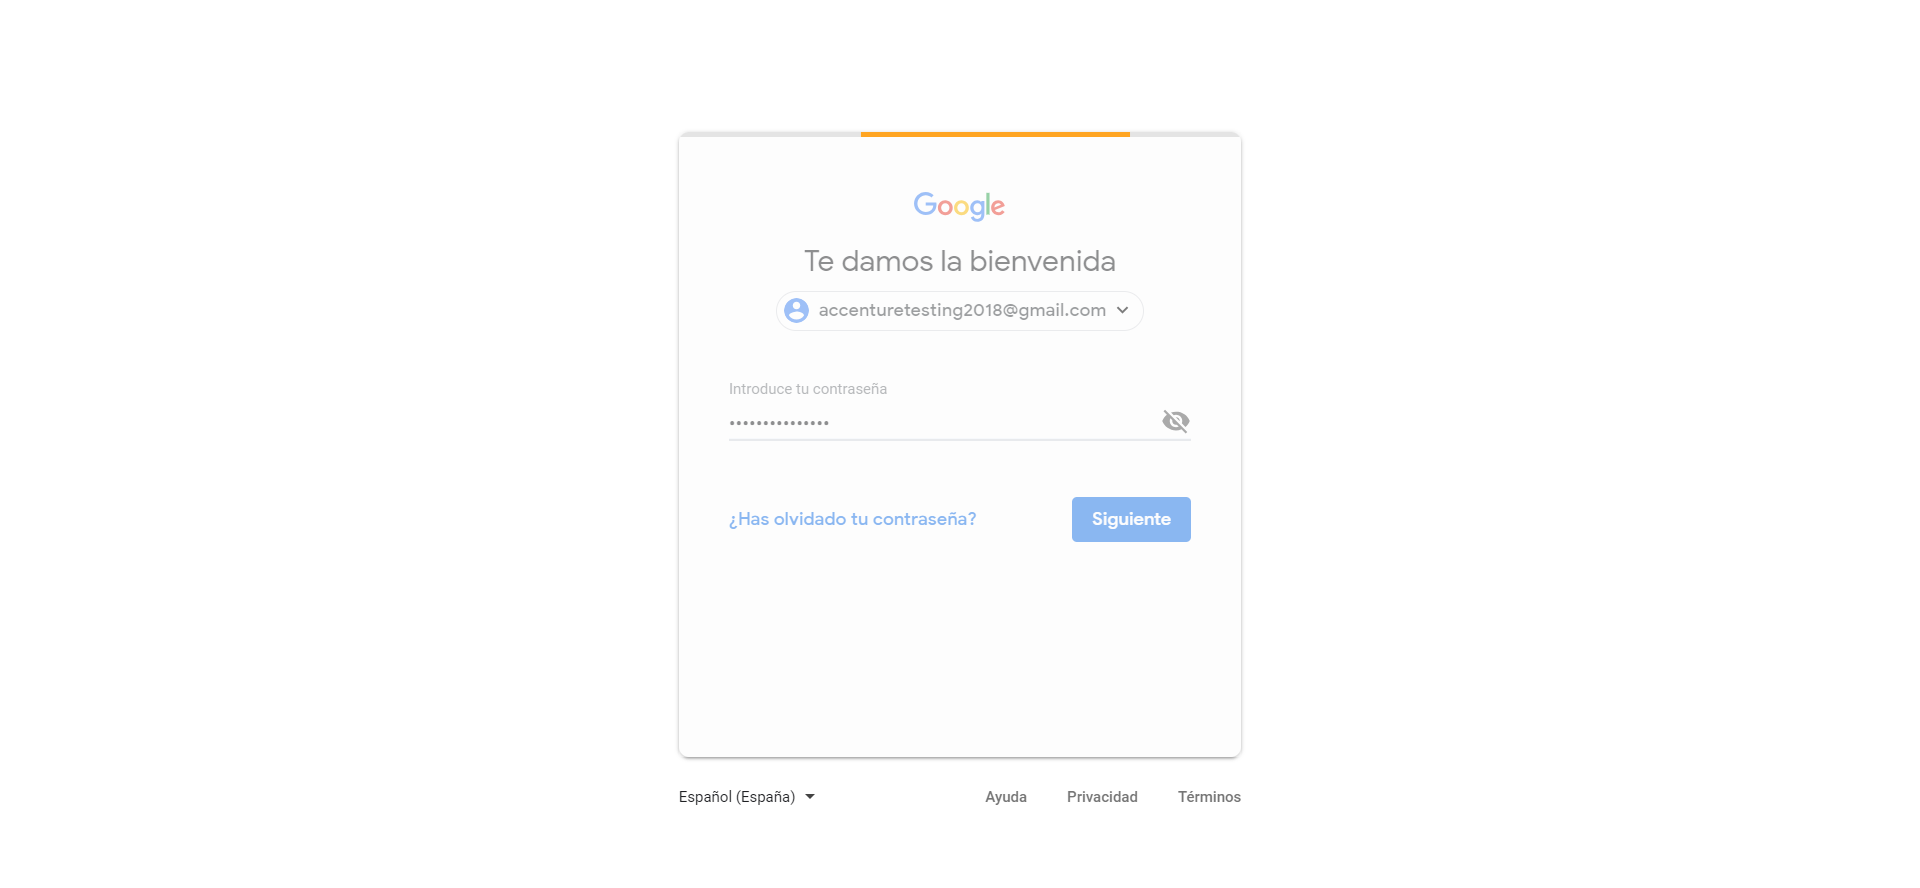 Google
Te damos la bienvenida
accenturetesting2018@gmail.com
Introduce tu contraseña
•••••••••••••••
¿Has olvidado tu contraseña? Siguiente
Español (España) Ayuda Privacidad Términos